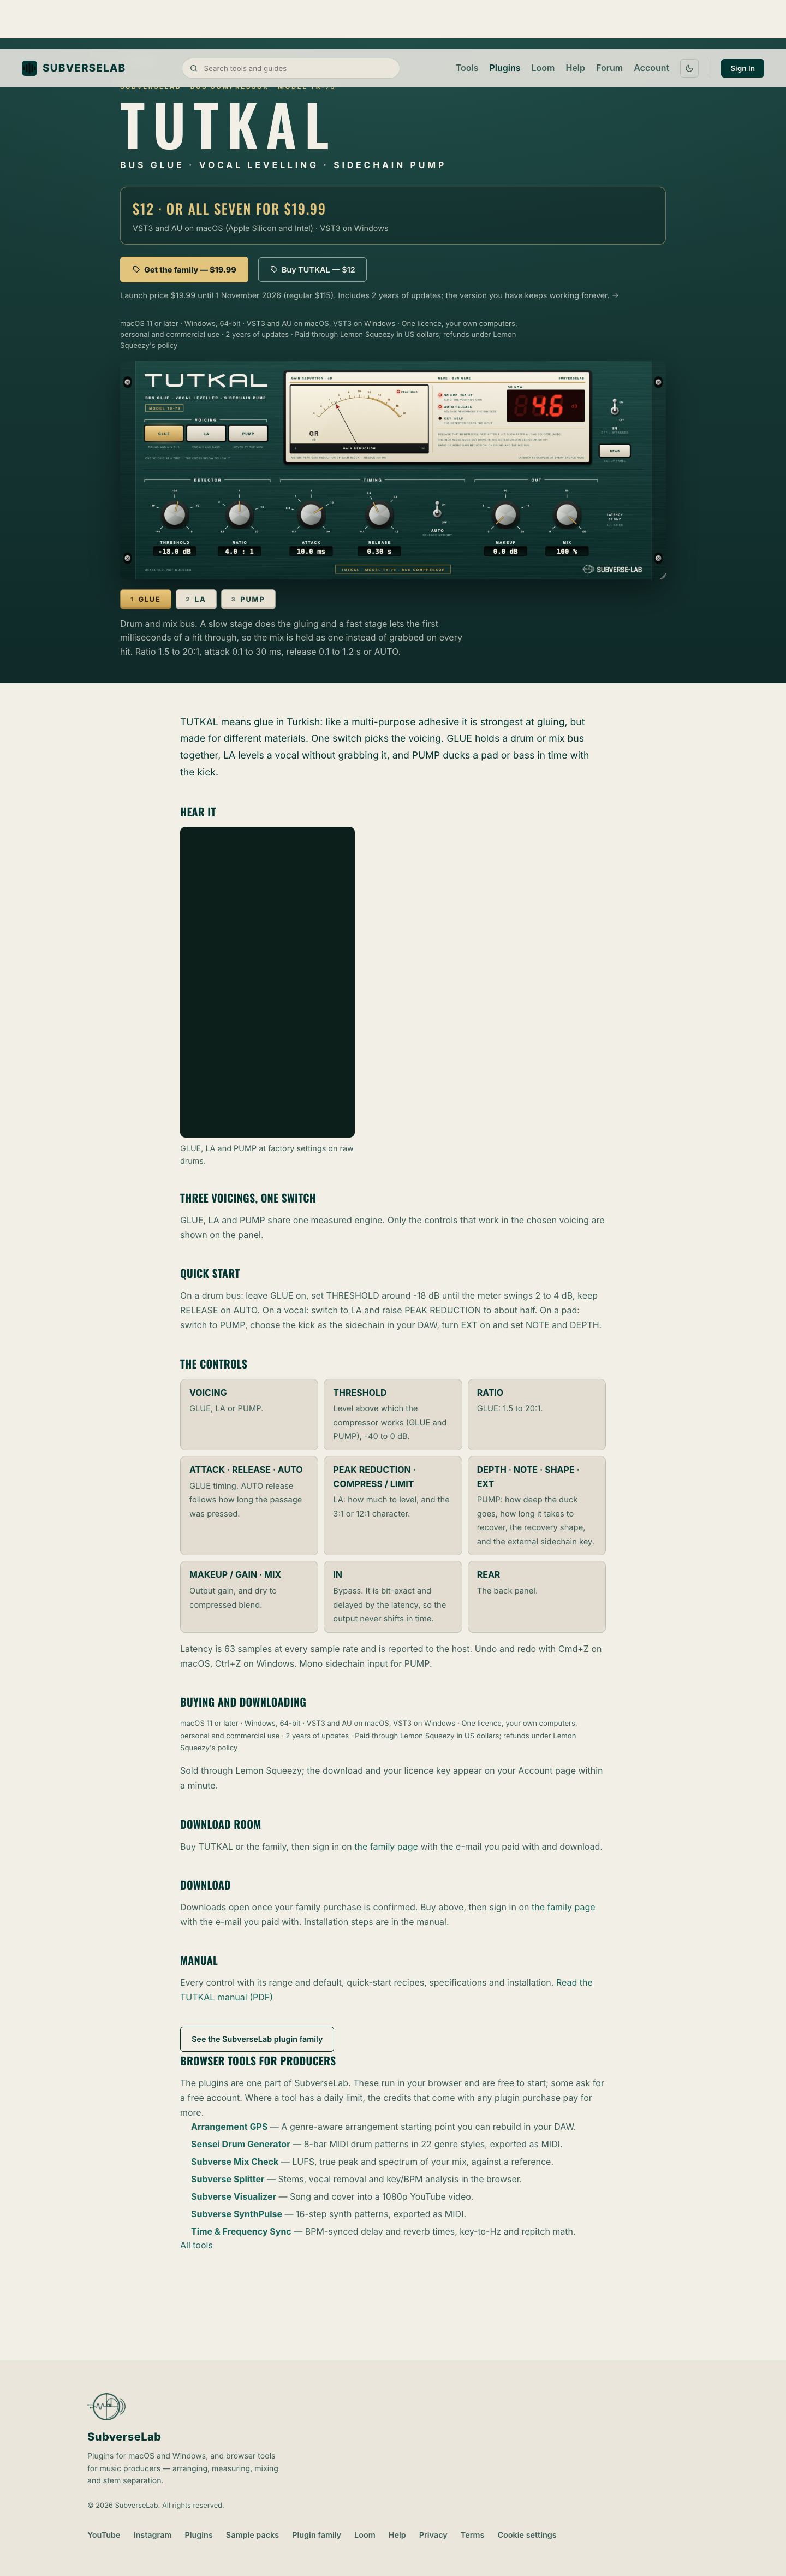 SUBVERSELAB
Search tools and guides
Tools
Plugins
Loom
Help
Forum
Account
Sign In
TUTKAL
BUS GLUE · VOCAL LEVELLING · SIDECHAIN PUMP
$12 · OR ALL SEVEN FOR $19.99
VST3 and AU on macOS (Apple Silicon and Intel) · VST3 on Windows
Get the family — $19.99
Buy TUTKAL — $12
Launch price $19.99 until 1 November 2026 (regular $115). Includes 2 years of updates; the version you have keeps working forever. →
macOS 11 or later · Windows, 64-bit · VST3 and AU on macOS, VST3 on Windows · One licence, your own computers,
personal and commercial use · 2 years of updates · Paid through Lemon Squeezy in US dollars; refunds under Lemon
Squeezy's policy
TUTKAL
BUS GLUE · VOCAL LEVELLER · SIDECHAIN PUMP
MODEL TK-76
VOICING
GLUE
LA
PUMP
GR
GAIN REDUCTION
4.6
IN
REAR
DETECTOR
TIMING
OUT
AUTO
THRESHOLD
RATIO
ATTACK
RELEASE
MAKEUP
MIX
-18.0 dB
4.0 : 1
10.0 ms
0.30 s
0.0 dB
100 %
TUTKAL · MODEL TK-76 · BUS COMPRESSOR
SUBVERSE-LAB
1 GLUE
2 LA
3 PUMP
Drum and mix bus. A slow stage does the gluing and a fast stage lets the first
milliseconds of a hit through, so the mix is held as one instead of grabbed on every
hit. Ratio 1.5 to 20:1, attack 0.1 to 30 ms, release 0.1 to 1.2 s or AUTO.
TUTKAL means glue in Turkish: like a multi-purpose adhesive it is strongest at gluing, but
made for different materials. One switch picks the voicing. GLUE holds a drum or mix bus
together, LA levels a vocal without grabbing it, and PUMP ducks a pad or bass in time with
the kick.
HEAR IT
GLUE, LA and PUMP at factory settings on raw
drums.
THREE VOICINGS, ONE SWITCH
GLUE, LA and PUMP share one measured engine. Only the controls that work in the chosen voicing are
shown on the panel.
QUICK START
On a drum bus: leave GLUE on, set THRESHOLD around -18 dB until the meter swings 2 to 4 dB, keep
RELEASE on AUTO. On a vocal: switch to LA and raise PEAK REDUCTION to about half. On a pad:
switch to PUMP, choose the kick as the sidechain in your DAW, turn EXT on and set NOTE and DEPTH.
THE CONTROLS
VOICING
GLUE, LA or PUMP.
THRESHOLD
Level above which the
compressor works (GLUE and
PUMP), -40 to 0 dB.
RATIO
GLUE: 1.5 to 20:1.
ATTACK · RELEASE · AUTO
GLUE timing. AUTO release
follows how long the passage
was pressed.
PEAK REDUCTION ·
COMPRESS / LIMIT
LA: how much to level, and the
3:1 or 12:1 character.
DEPTH · NOTE · SHAPE ·
EXT
PUMP: how deep the duck
goes, how long it takes to
recover, the recovery shape,
and the external sidechain key.
MAKEUP / GAIN · MIX
Output gain, and dry to
compressed blend.
IN
Bypass. It is bit-exact and
delayed by the latency, so the
output never shifts in time.
REAR
The back panel.
Latency is 63 samples at every sample rate and is reported to the host. Undo and redo with Cmd+Z on
macOS, Ctrl+Z on Windows. Mono sidechain input for PUMP.
BUYING AND DOWNLOADING
macOS 11 or later · Windows, 64-bit · VST3 and AU on macOS, VST3 on Windows · One licence, your own computers,
personal and commercial use · 2 years of updates · Paid through Lemon Squeezy in US dollars; refunds under Lemon
Squeezy's policy
Sold through Lemon Squeezy; the download and your licence key appear on your Account page within
a minute.
DOWNLOAD ROOM
Buy TUTKAL or the family, then sign in on the family page with the e-mail you paid with and download.
DOWNLOAD
Downloads open once your family purchase is confirmed. Buy above, then sign in on the family page
with the e-mail you paid with. Installation steps are in the manual.
MANUAL
Every control with its range and default, quick-start recipes, specifications and installation. Read the
TUTKAL manual (PDF)
See the SubverseLab plugin family
BROWSER TOOLS FOR PRODUCERS
The plugins are one part of SubverseLab. These run in your browser and are free to start; some ask for
a free account. Where a tool has a daily limit, the credits that come with any plugin purchase pay for
more.
Arrangement GPS — A genre-aware arrangement starting point you can rebuild in your DAW.
Sensei Drum Generator — 8-bar MIDI drum patterns in 22 genre styles, exported as MIDI.
Subverse Mix Check — LUFS, true peak and spectrum of your mix, against a reference.
Subverse Splitter — Stems, vocal removal and key/BPM analysis in the browser.
Subverse Visualizer — Song and cover into a 1080p YouTube video.
Subverse SynthPulse — 16-step synth patterns, exported as MIDI.
Time & Frequency Sync — BPM-synced delay and reverb times, key-to-Hz and repitch math.
All tools
SubverseLab
Plugins for macOS and Windows, and browser tools
for music producers — arranging, measuring, mixing
and stem separation.
© 2026 SubverseLab. All rights reserved.
YouTube
Instagram
Plugins
Sample packs
Plugin family
Loom
Help
Privacy
Terms
Cookie settings